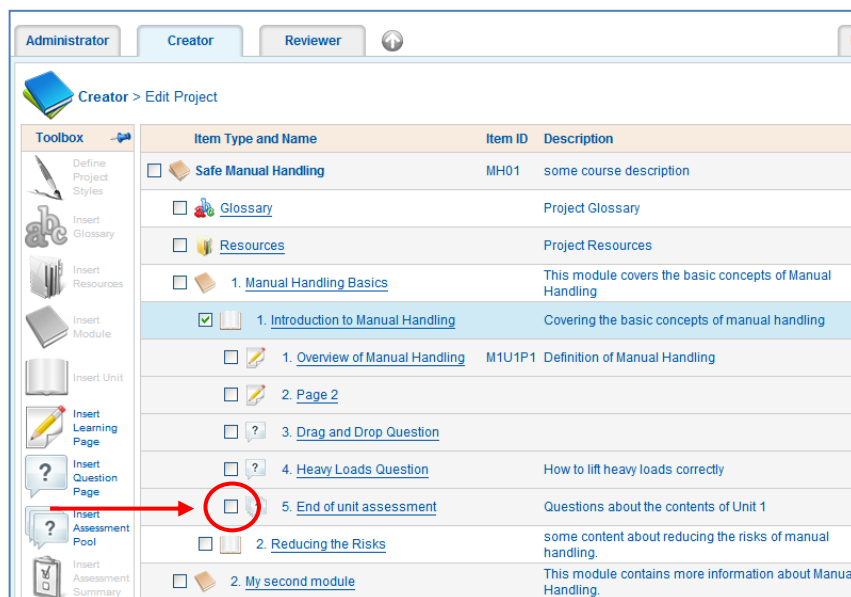 Administrator
Creator
Reviewer
Creator > Edit Project
Toolbox
Item Type and Name
Item ID
Description
Define
Project
Styles
Insert
Glossary
Insert
Resources
Insert
Module
Insert Unit
Insert
Learning
Page
Insert
Question
Page
Insert
Assessment
Pool
Insert
Assessment
Summary
Safe Manual Handling MH01 some course description
Glossary Project Glossary
Resources Project Resources
1. Manual Handling Basics This module covers the basic concepts of Manual
Handling
1. Introduction to Manual Handling Covering the basic concepts of manual handling
1. Overview of Manual Handling M1U1P1 Definition of Manual Handling
2. Page 2
3. Drag and Drop Question
4. Heavy Loads Question How to lift heavy loads correctly
5. End of unit assessment Questions about the contents of Unit 1
2. Reducing the Risks some content about reducing the risks of manual
handling.
2. My second module This module contains more information about Manua
Handling.